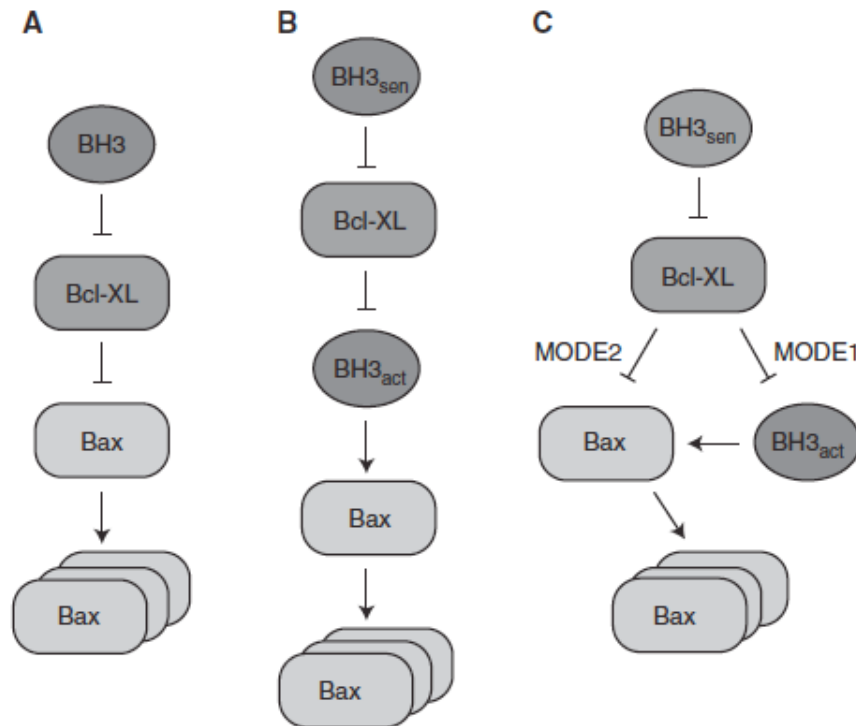 A
BH3
Bcl-XL
Bax
Bax
B
BH3sen
Bcl-XL
BH3act
Bax
Bax
C
BH3sen
Bcl-XL
MODE2
MODE1
Bax
BH3act
Bax